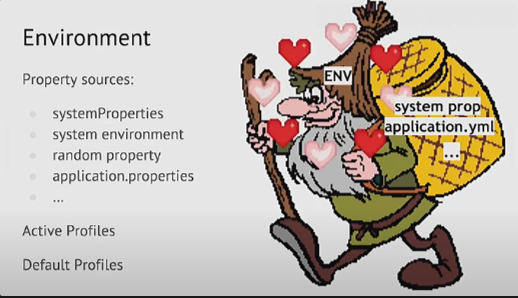 Environment
Property sources:
systemProperties
system environment
random property
application.properties
...
Active Profiles
Default Profiles
ENV
system prop
application.yml
...